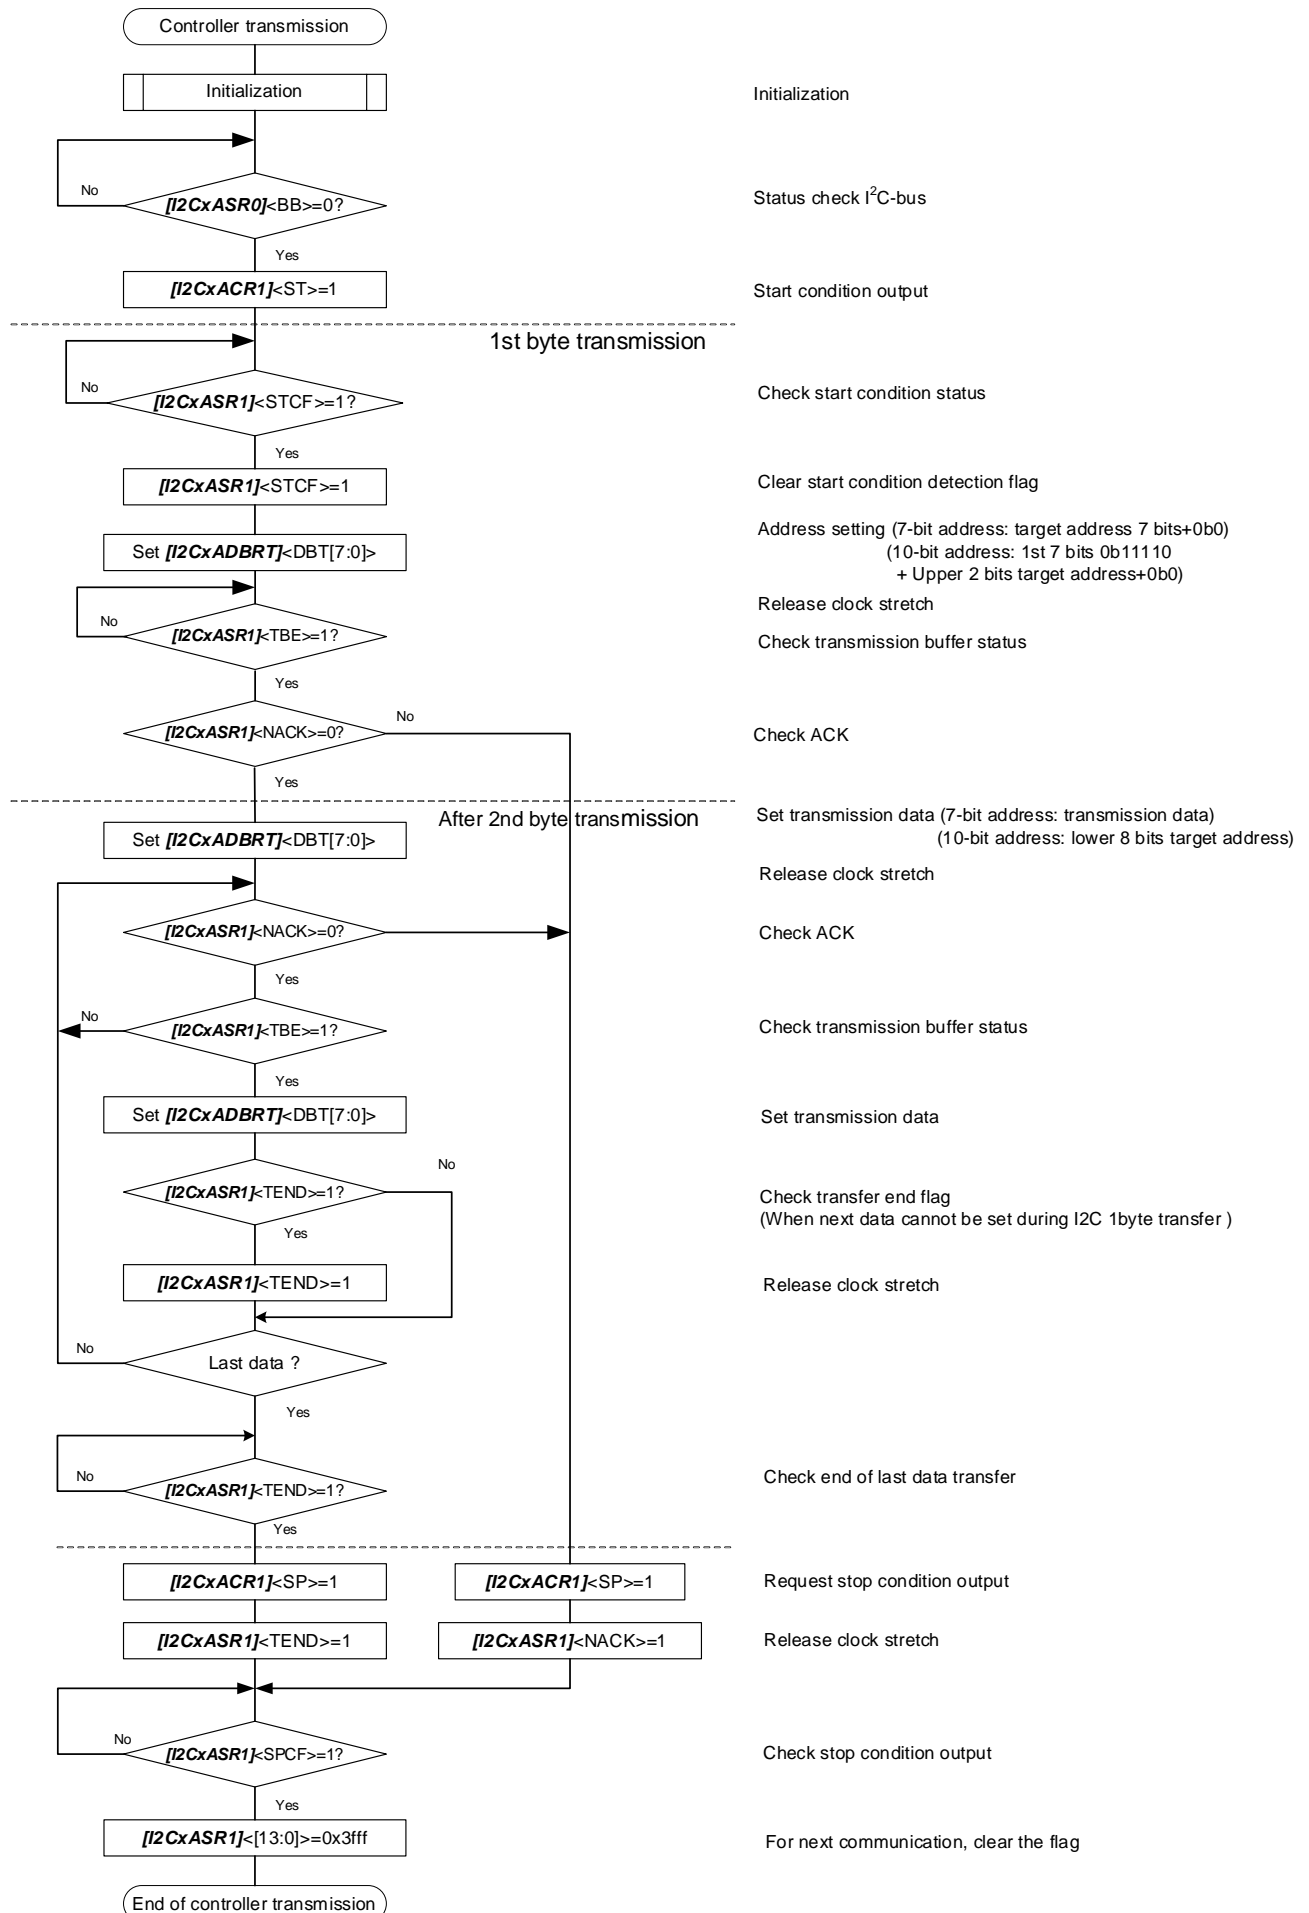 Controller transmission
Initialization
Initialization
No
[I2CxASR0]<BB>=0?
Status check I²C-bus
Yes
[I2CxACR1]<ST>=1
Start condition output
1st byte transmission
No
[I2CxASR1]<STCF>=1?
Check start condition status
Yes
[I2CxASR1]<STCF>=1
Clear start condition detection flag
Set [I2CxADBRT]<DBT[7:0]>
Address setting (7-bit address: target address 7 bits+0b0)
(10-bit address: 1st 7 bits 0b11110
+ Upper 2 bits target address+0b0)
Release clock stretch
No
[I2CxASR1]<TBE>=1?
Check transmission buffer status
Yes
[I2CxASR1]<NACK>=0?
No
Check ACK
Yes
After 2nd byte transmission
Set [I2CxADBRT]<DBT[7:0]>
Set transmission data (7-bit address: transmission data)
(10-bit address: lower 8 bits target address)
Release clock stretch
[I2CxASR1]<NACK>=0?
Check ACK
Yes
No
[I2CxASR1]<TBE>=1?
Check transmission buffer status
Yes
Set [I2CxADBRT]<DBT[7:0]>
Set transmission data
No
[I2CxASR1]<TEND>=1?
Check transfer end flag
(When next data cannot be set during I2C 1byte transfer )
Yes
[I2CxASR1]<TEND>=1
Release clock stretch
No
Last data ?
Yes
No
[I2CxASR1]<TEND>=1?
Check end of last data transfer
Yes
[I2CxACR1]<SP>=1
[I2CxACR1]<SP>=1
Request stop condition output
[I2CxASR1]<TEND>=1
[I2CxASR1]<NACK>=1
Release clock stretch
No
[I2CxASR1]<SPCF>=1?
Check stop condition output
Yes
[I2CxASR1]<[13:0]>=0x3fff
For next communication, clear the flag
End of controller transmission